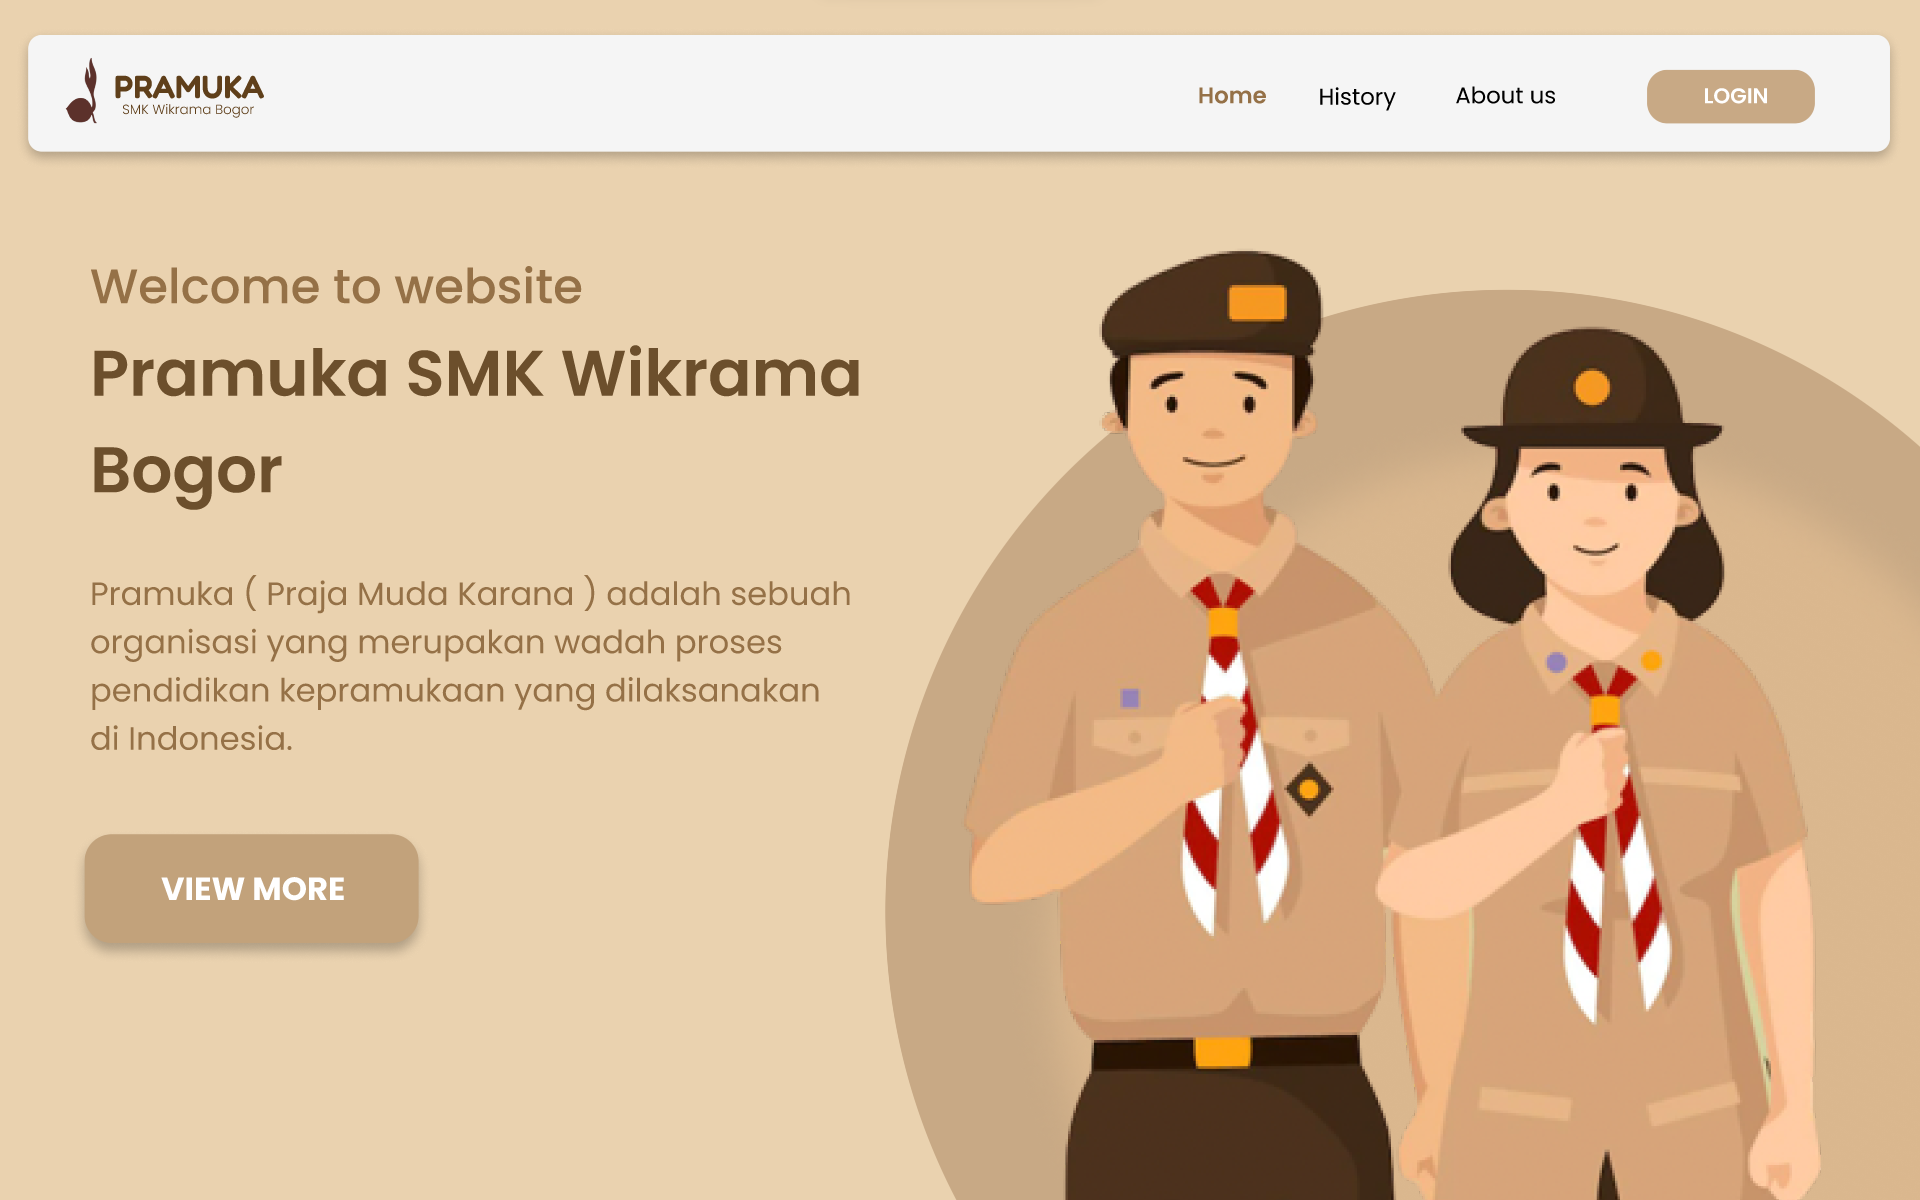 PRAMUKA
SMK Wikrama Bogor
Home
History
About us
LOGIN
Welcome to website
Pramuka SMK Wikrama
Bogor
Pramuka ( Praja Muda Karana ) adalah sebuah
organisasi yang merupakan wadah proses
pendidikan kepramukaan yang dilaksanakan
di Indonesia.
VIEW MORE